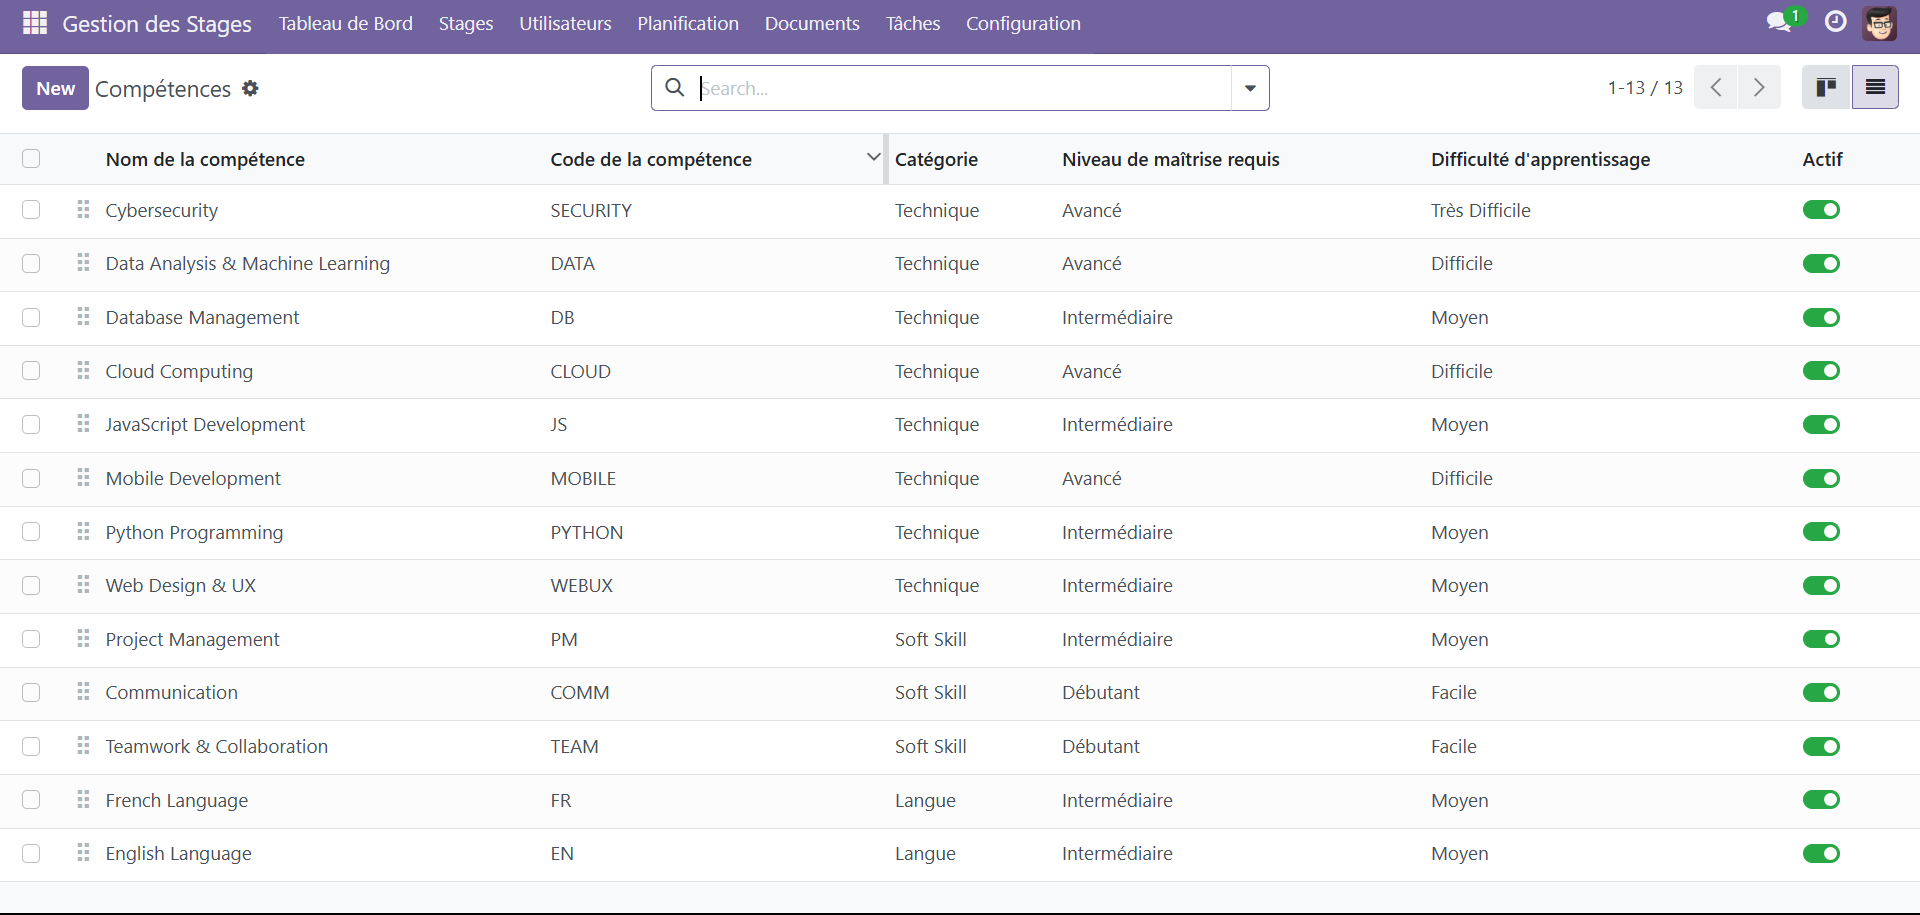 Gestion des Stages Tableau de Bord Stages Utilisateurs Planification Documents Tâches Configuration 1
New Compétences Search... 1-13 / 13
Nom de la compétence Code de la compétence Catégorie Niveau de maîtrise requis Difficulté d'apprentissage Actif
Cybersecurity SECURITY Technique Avancé Très Difficile
Data Analysis & Machine Learning DATA Technique Avancé Difficile
Database Management DB Technique Intermédiaire Moyen
Cloud Computing CLOUD Technique Avancé Difficile
JavaScript Development JS Technique Intermédiaire Moyen
Mobile Development MOBILE Technique Avancé Difficile
Python Programming PYTHON Technique Intermédiaire Moyen
Web Design & UX WEBUX Technique Intermédiaire Moyen
Project Management PM Soft Skill Intermédiaire Moyen
Communication COMM Soft Skill Débutant Facile
Teamwork & Collaboration TEAM Soft Skill Débutant Facile
French Language FR Langue Intermédiaire Moyen
English Language EN Langue Intermédiaire Moyen